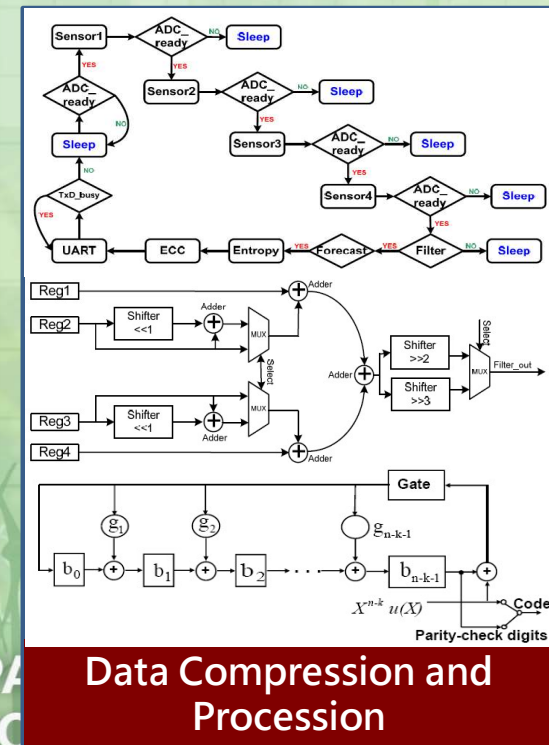 Sensor1
ADC_
ready
NO
Sleep
YES
YES
ADC_
ready
Sensor2
ADC_
ready
NO
Sleep
NO
YES
Sleep
Sensor3
ADC_
ready
NO
Sleep
NO
YES
TxD_busy
Sensor4
ADC_
ready
NO
Sleep
YES
YES
UART
ECC
Entropy
YES
Forecast
YES
Filter
NO
Sleep
Reg1
Adder
Reg2
Shifter
<<1
Adder
MUX
Select
Shifter
>>2
Select
Adder
MUX
Filter_out
Shifter
>>3
Reg3
Shifter
<<1
Adder
MUX
Reg4
Adder
Gate
g1
g2
gn-k-1
b0
b1
b2
. . .
bn-k-1
X^n-k u(X)
Code
Parity-check digits
Data Compression and
Procession